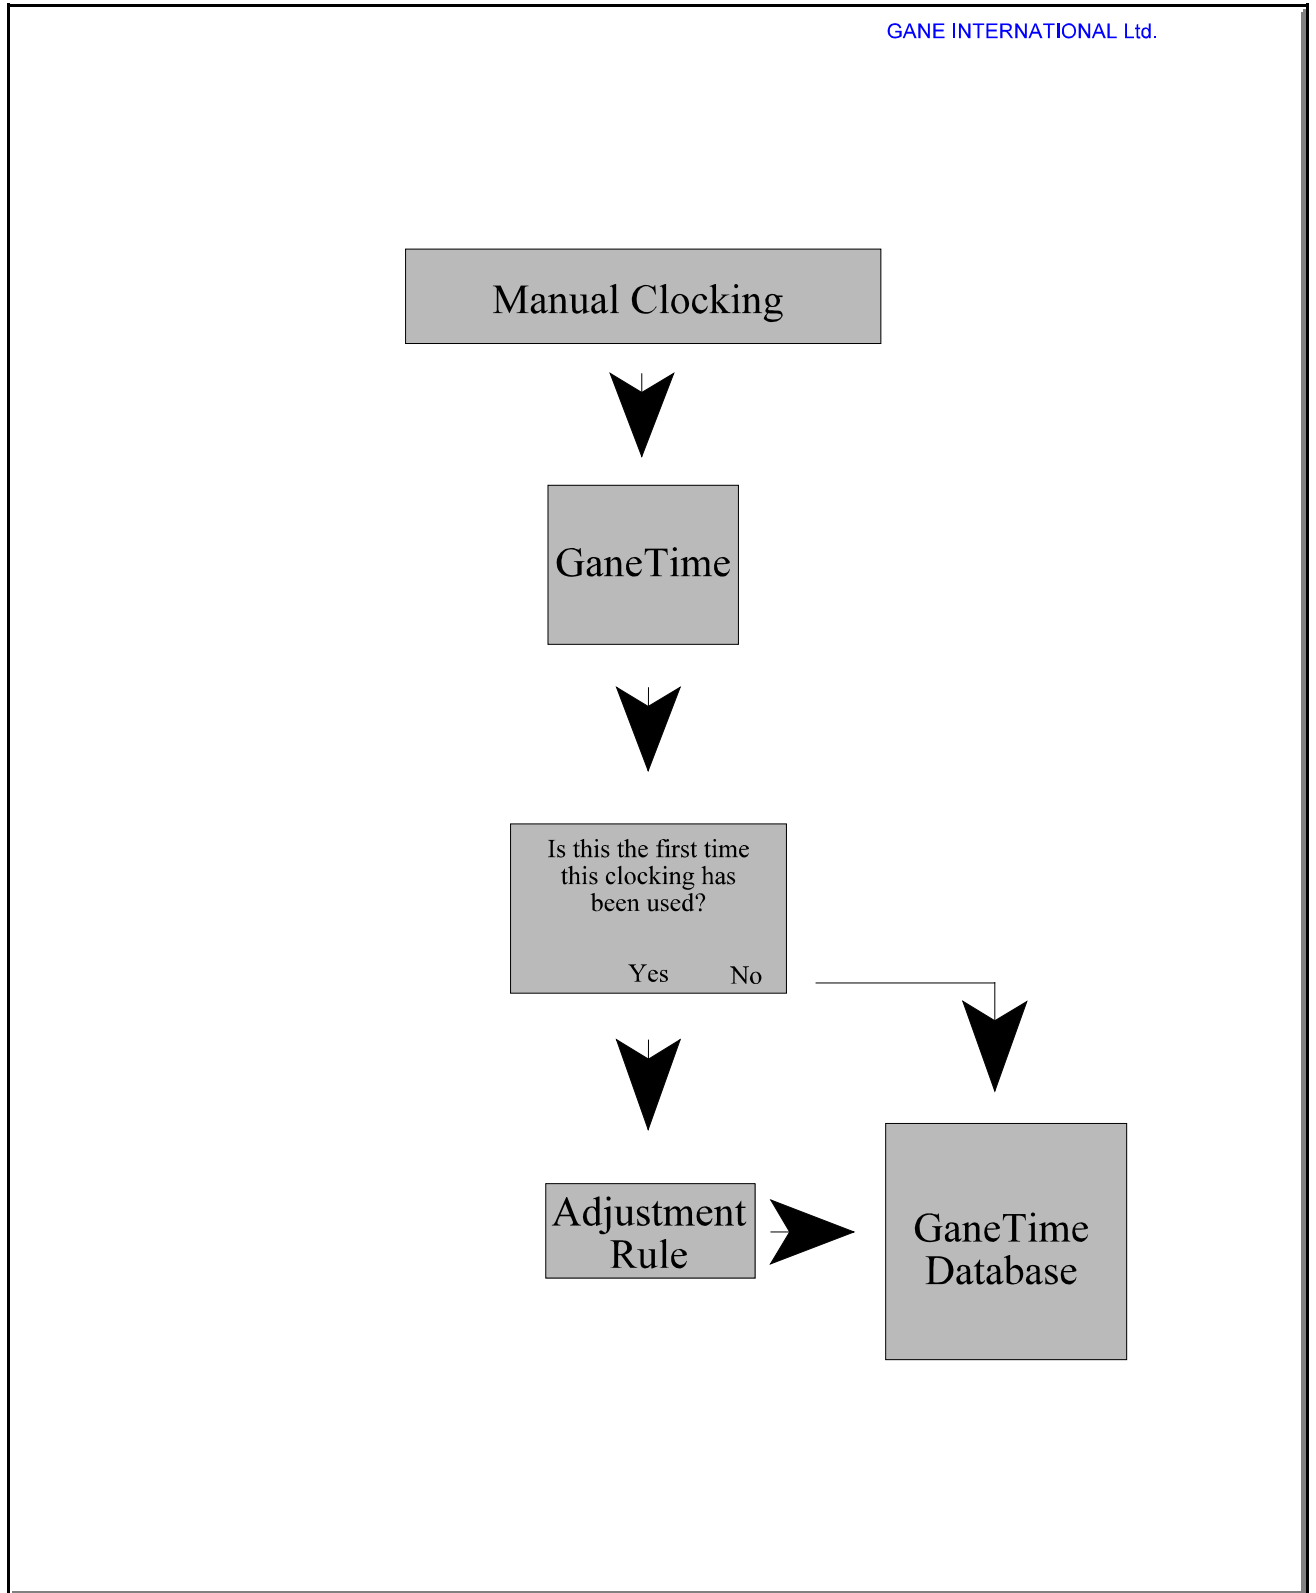 GANE INTERNATIONAL Ltd.
Manual Clocking
GaneTime
Is this the first time
this clocking has
been used?
Yes No
Adjustment
Rule
GaneTime
Database